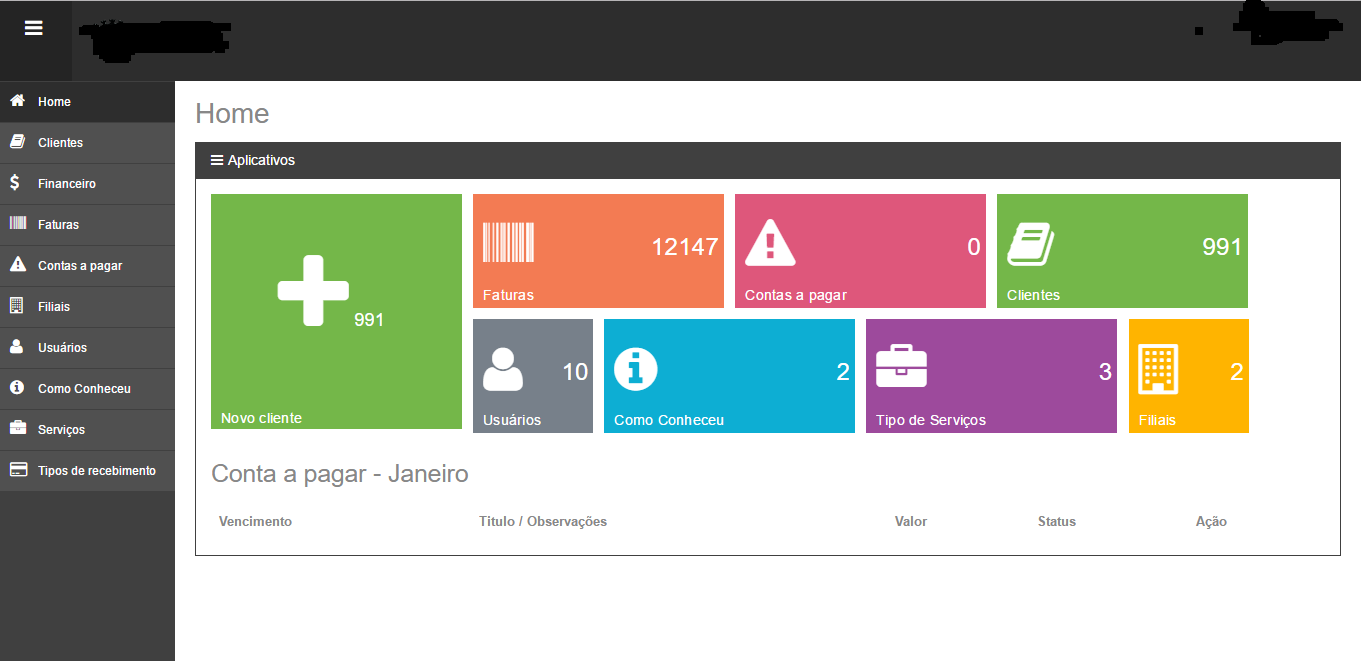 Home
Clientes
Financeiro
Faturas
Contas a pagar
Filiais
Usuários
Como Conheceu
Serviços
Tipos de recebimento
Home
Aplicativos
991
Novo cliente
12147
Faturas
0
Contas a pagar
991
Clientes
10
Usuários
2
Como Conheceu
3
Tipo de Serviços
2
Filiais
Conta a pagar - Janeiro
Vencimento Titulo / Observações Valor Status Ação